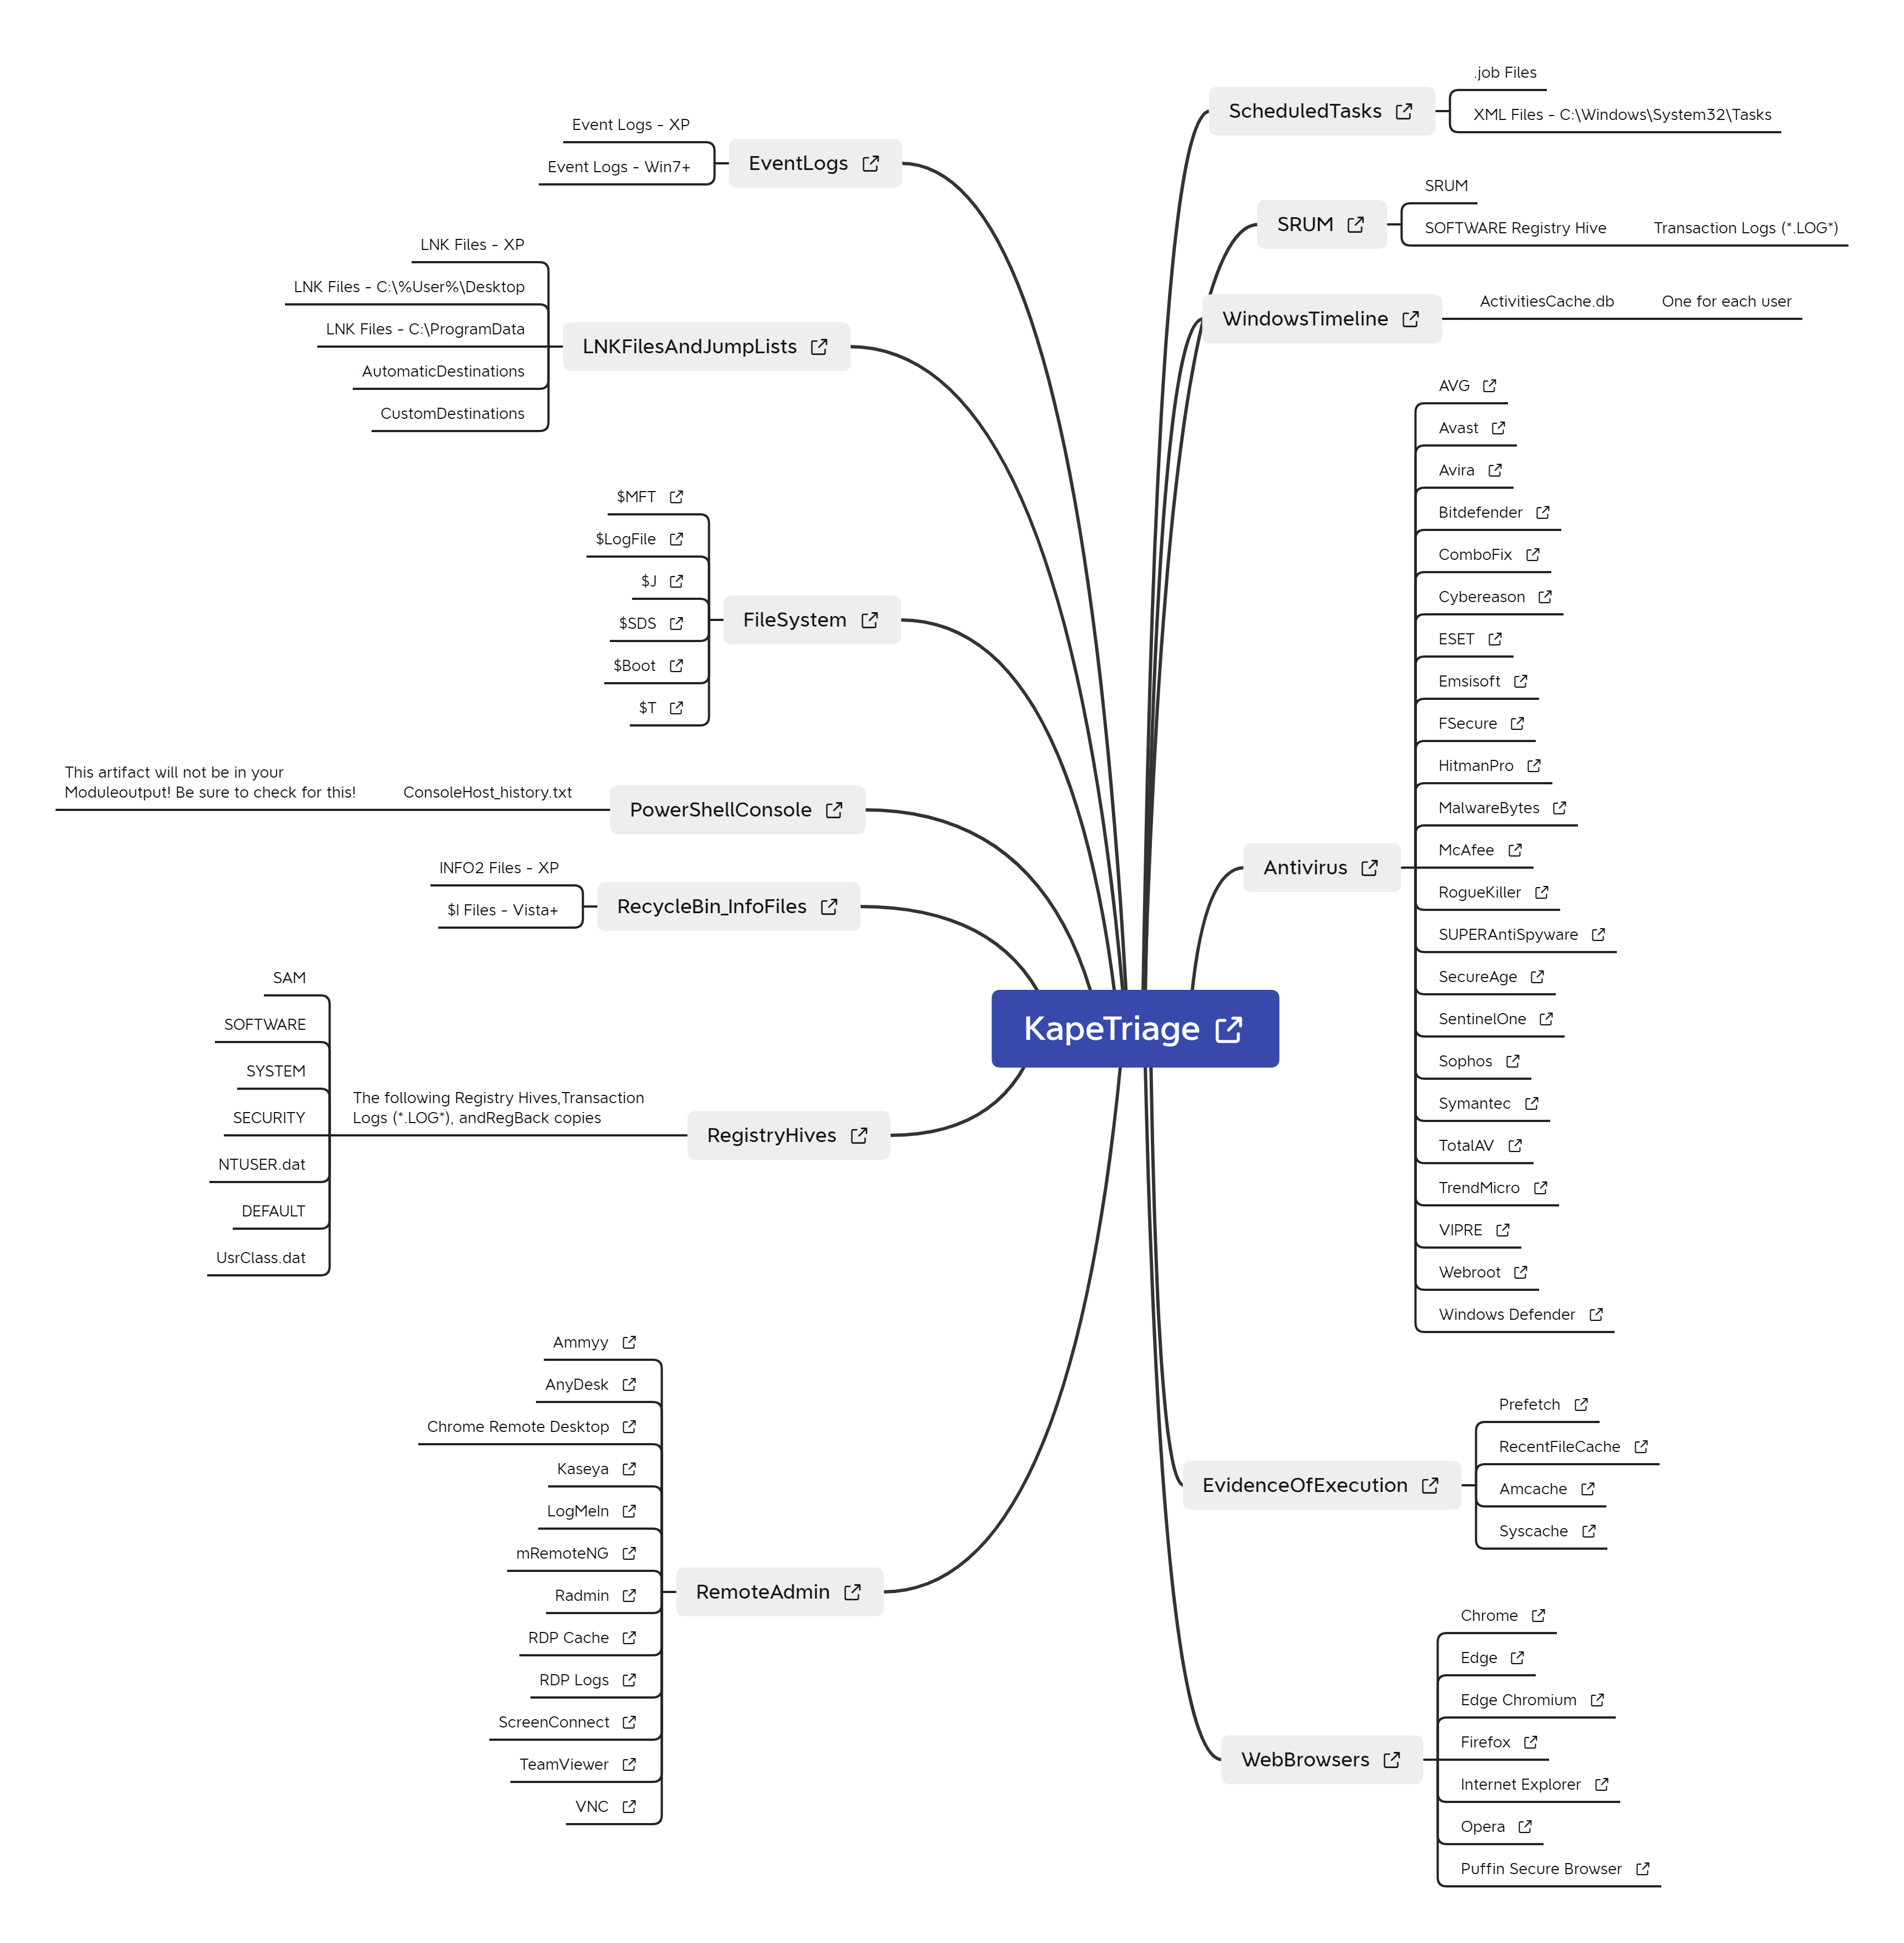 KapeTriage
EventLogs
Event Logs - XP
Event Logs - Win7+
LNKFilesAndJumpLists
LNK Files - XP
LNK Files - C:\%User%\Desktop
LNK Files - C:\ProgramData
AutomaticDestinations
CustomDestinations
FileSystem
$MFT
$LogFile
$J
$SDS
$Boot
$T
PowerShellConsole
ConsoleHost_history.txt
This artifact will not be in your
Moduleoutput! Be sure to check for this!
RecycleBin_InfoFiles
INFO2 Files - XP
$I Files - Vista+
RegistryHives
The following Registry Hives,Transaction
Logs (*.LOG*), andRegBack copies
SAM
SOFTWARE
SYSTEM
SECURITY
NTUSER.dat
DEFAULT
UsrClass.dat
RemoteAdmin
Ammyy
AnyDesk
Chrome Remote Desktop
Kaseya
LogMeIn
mRemoteNG
Radmin
RDP Cache
RDP Logs
ScreenConnect
TeamViewer
VNC
ScheduledTasks
.job Files
XML Files - C:\Windows\System32\Tasks
SRUM
SRUM
SOFTWARE Registry Hive
Transaction Logs (*.LOG*)
WindowsTimeline
ActivitiesCache.db
One for each user
Antivirus
AVG
Avast
Avira
Bitdefender
ComboFix
Cybereason
ESET
Emsisoft
FSecure
HitmanPro
MalwareBytes
McAfee
RogueKiller
SUPERAntiSpyware
SecureAge
SentinelOne
Sophos
Symantec
TotalAV
TrendMicro
VIPRE
Webroot
Windows Defender
EvidenceOfExecution
Prefetch
RecentFileCache
Amcache
Syscache
WebBrowsers
Chrome
Edge
Edge Chromium
Firefox
Internet Explorer
Opera
Puffin Secure Browser